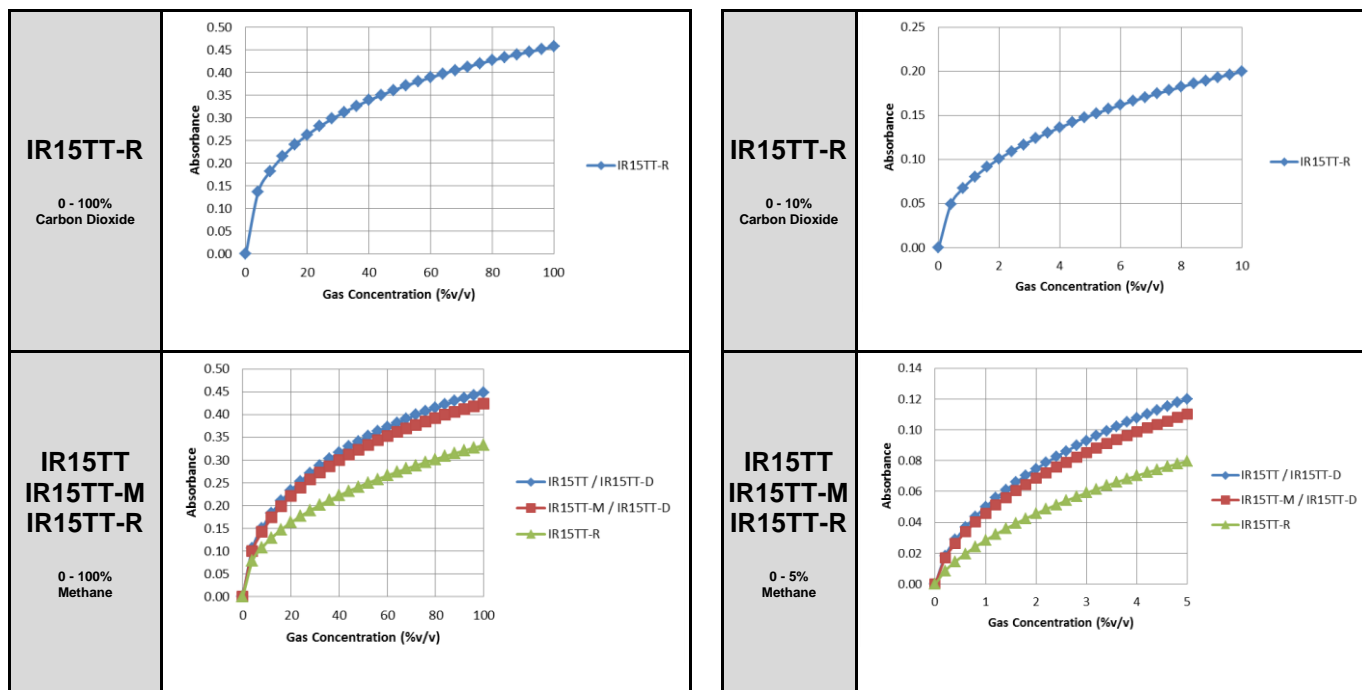 IR15TT-R
0 - 100%
Carbon Dioxide
0.50
0.45
0.40
0.35
0.30
0.25
0.20
0.15
0.10
0.05
0.00
Absorbance
0 20 40 60 80 100
Gas Concentration (%v/v)
IR15TT-R
IR15TT-R
0 - 10%
Carbon Dioxide
0.25
0.20
0.15
0.10
0.05
0.00
Absorbance
0 2 4 6 8 10
Gas Concentration (%v/v)
IR15TT-R
IR15TT
IR15TT-M
IR15TT-R
0 - 100%
Methane
0.50
0.45
0.40
0.35
0.30
0.25
0.20
0.15
0.10
0.05
0.00
Absorbance
0 20 40 60 80 100
Gas Concentration (%v/v)
IR15TT / IR15TT-D
IR15TT-M / IR15TT-D
IR15TT-R
IR15TT
IR15TT-M
IR15TT-R
0 - 5%
Methane
0.14
0.12
0.10
0.08
0.06
0.04
0.02
0.00
Absorbance
0 1 2 3 4 5
Gas Concentration (%v/v)
IR15TT / IR15TT-D
IR15TT-M / IR15TT-D
IR15TT-R